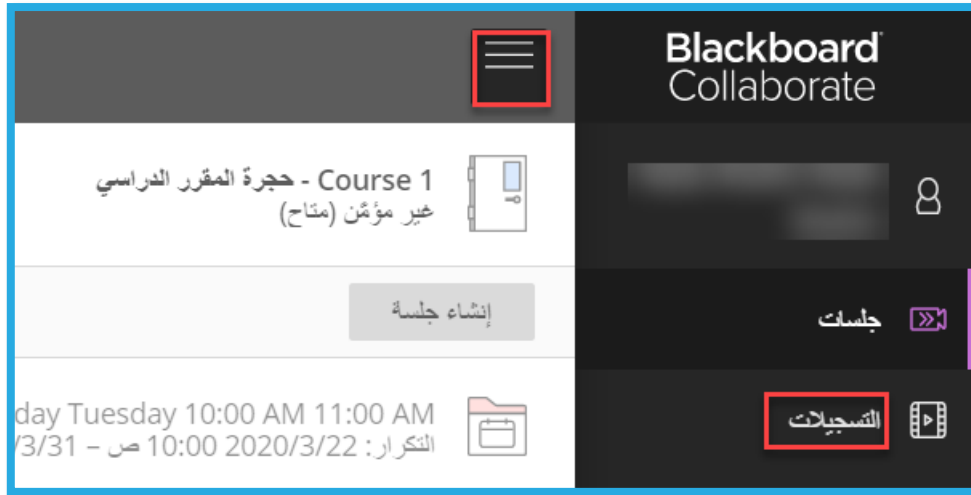 Blackboard
Collaborate
جلسات
التسجيلات
Course 1 - حجرة المقرر الدراسي
غير مؤمَّن (متاح)
إنشاء جلسة
day Tuesday 10:00 AM 11:00 AM
التكرار: 2020/3/22 10:00 ص – 3/31/